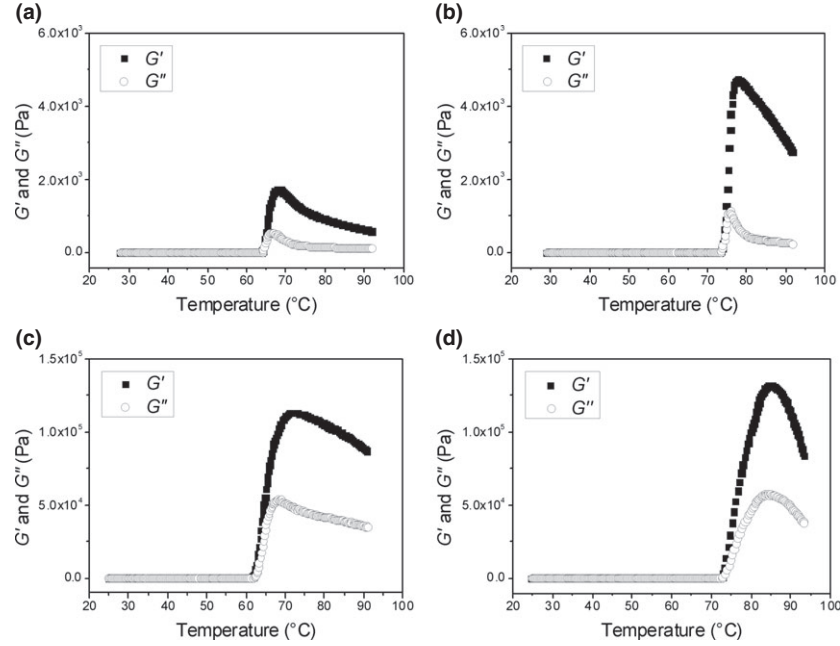 (a)
6.0x10³
4.0x10³
2.0x10³
0.0
G' and G" (Pa)
G'
G"
20 30 40 50 60 70 80 90 100
Temperature (°C)
(b)
6.0x10³
4.0x10³
2.0x10³
0.0
G' and G" (Pa)
G'
G"
20 30 40 50 60 70 80 90 100
Temperature (°C)
(c)
1.5x10⁵
1.0x10⁵
5.0x10⁴
0.0
G' and G" (Pa)
G'
G"
20 30 40 50 60 70 80 90 100
Temperature (°C)
(d)
1.5x10⁵
1.0x10⁵
5.0x10⁴
0.0
G' and G" (Pa)
G'
G"
20 30 40 50 60 70 80 90 100
Temperature (°C)